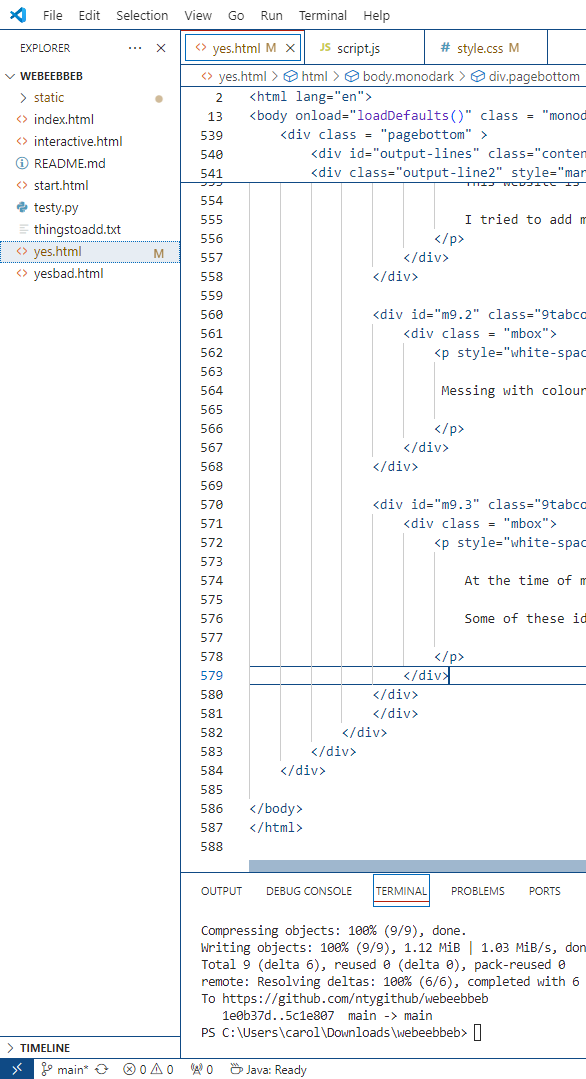 File Edit Selection View Go Run Terminal Help
EXPLORER ··· ×
yes.html M ×
JS script.js
# style.css M
yes.html > html > body.monodark > div.pagebottom
WEBEEBBEB
static
index.html
interactive.html
README.md
start.html
testy.py
thingstoadd.txt
yes.html M
yesbad.html
2 <html lang="en">
13 <body onload="loadDefaults()" class = "monod
539 <div class = "pagebottom" >
540 <div id="output-lines" class="conten
541 <div class="output-line2" style="mar
553 This website is
554
555 I tried to add m
556 </p>
557 </div>
558 </div>
559
560 <div id="m9.2" class="9tabco
561 <div class = "mbox">
562 <p style="white-spac
563
564 Messing with colour
565
566 </p>
567 </div>
568 </div>
569
570 <div id="m9.3" class="9tabco
571 <div class = "mbox">
572 <p style="white-spac
573
574 At the time of m
575
576 Some of these id
577
578 </p>
579 </div>
580 </div>
581 </div>
582 </div>
583 </div>
584 </div>
585
586 </body>
587 </html>
588
OUTPUT DEBUG CONSOLE TERMINAL PROBLEMS PORTS
Compressing objects: 100% (9/9), done.
Writing objects: 100% (9/9), 1.12 MiB | 1.03 MiB/s, don
Total 9 (delta 6), reused 0 (delta 0), pack-reused 0
remote: Resolving deltas: 100% (6/6), completed with 6
To https://github.com/ntygithub/webeebbeb
1e0b37d..5c1e807 main -> main
PS C:\Users\carol\Downloads\webeebbeb>
TIMELINE
main* 0 0 0 Java: Ready